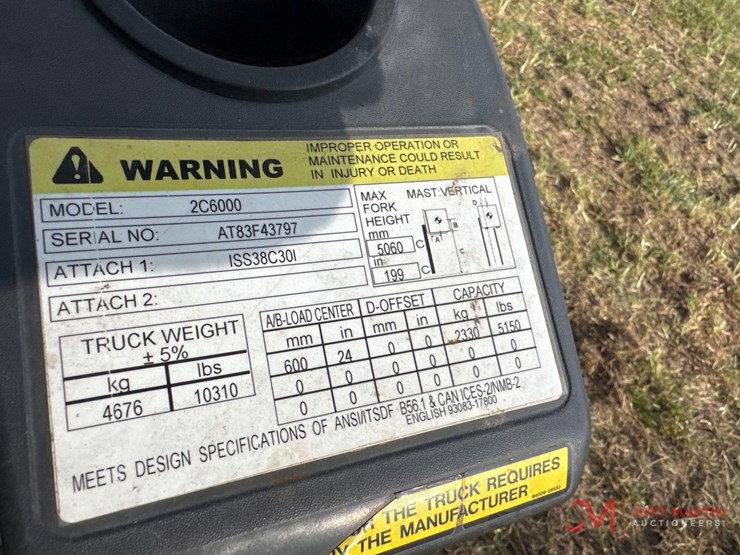 WARNING
IMPROPER OPERATION OR
MAINTENANCE COULD RESULT
IN INJURY OR DEATH
MODEL: 2C6000
SERIAL NO: AT83F43797
ATTACH 1: ISS38C30I
ATTACH 2:
MAX
FORK
HEIGHT
mm
5060 C
in
199 C
MAST VERTICAL
D
B
A
C
TRUCK WEIGHT
± 5%
kg lbs
4676 10310
A/B-LOAD CENTER D-OFFSET CAPACITY
mm in mm in kg lbs
600 24 0 0 2330 5150
0 0 0 0 0 0
0 0 0 0 0 0
MEETS DESIGN SPECIFICATIONS OF ANSI/ITSDF B56.1 & CAN ICES-2/NMB-2
ENGLISH 93083-17800
THE TRUCK REQUIRES
THE MANUFACTURER
AUCTIONEERS